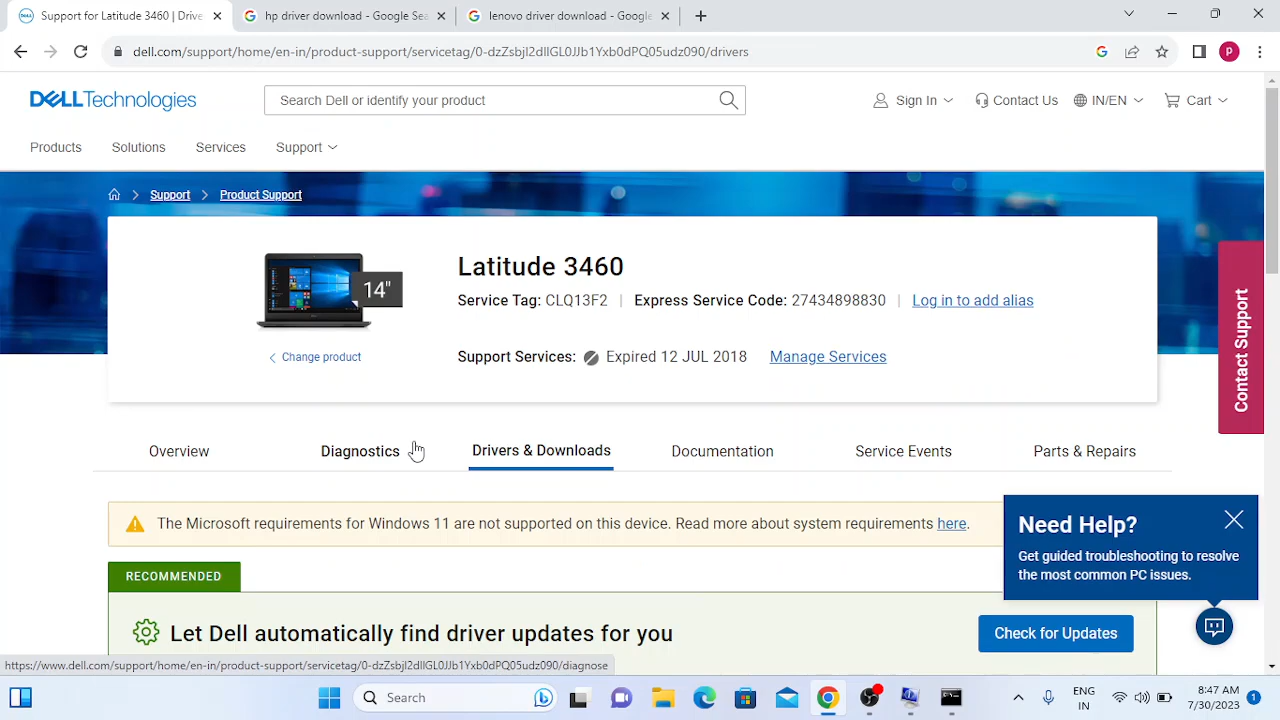 Support for Latitude 3460 | Drive
hp driver download - Google Sea
lenovo driver download - Google
dell.com/support/home/en-in/product-support/servicetag/0-dzZsbjl2dIlGL0JJb1Yxb0dPQ05udz090/drivers
P
DELLTechnologies
Search Dell or identify your product
Sign In
Contact Us
IN/EN
Cart
Products
Solutions
Services
Support
Support
Product Support
14"
Latitude 3460
Service Tag: CLQ13F2 | Express Service Code: 27434898830 | Log in to add alias
Change product
Support Services: Expired 12 JUL 2018 Manage Services
Contact Support
Overview
Diagnostics
Drivers & Downloads
Documentation
Service Events
Parts & Repairs
The Microsoft requirements for Windows 11 are not supported on this device. Read more about system requirements here.
Need Help?
Get guided troubleshooting to resolve
the most common PC issues.
RECOMMENDED
Let Dell automatically find driver updates for you
Check for Updates
https://www.dell.com/support/home/en-in/product-support/servicetag/0-dzZsbjl2dIlGL0JJb1Yxb0dPQ05udz090/diagnose
Search
ENG
IN
8:47 AM
7/30/2023
1